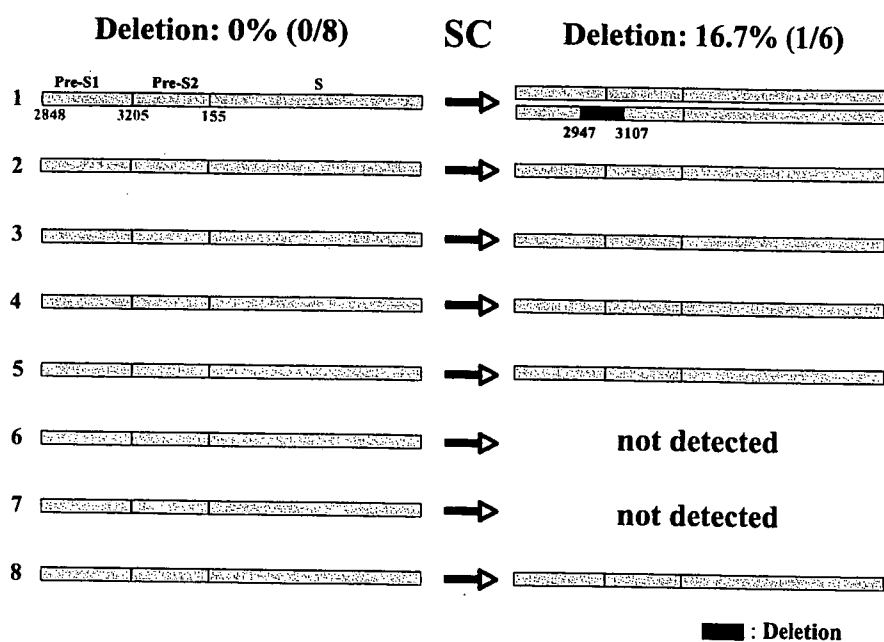 Deletion: 0% (0/8) SC Deletion: 16.7% (1/6)
Pre-S1 Pre-S2 S
1
2848 3205 155
2947 3107
2
3
4
5
6 not detected
7 not detected
8
: Deletion